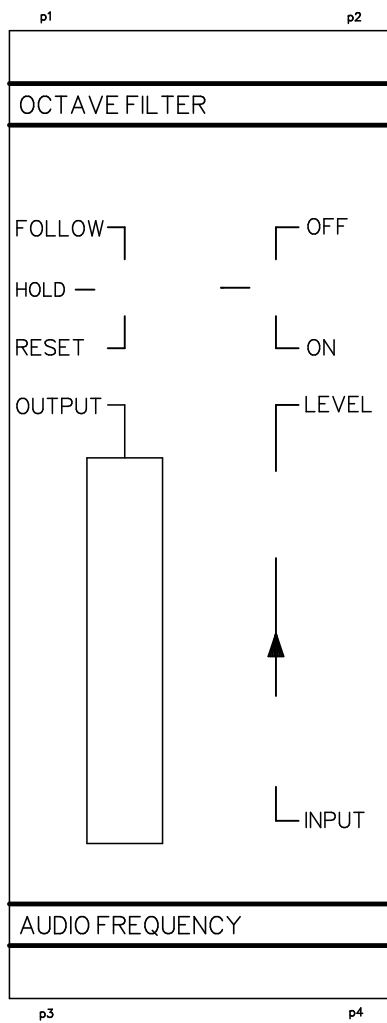 p1 p2
OCTAVE FILTER
FOLLOW OFF
HOLD
RESET ON
OUTPUT LEVEL
INPUT
AUDIO FREQUENCY
p3 p4